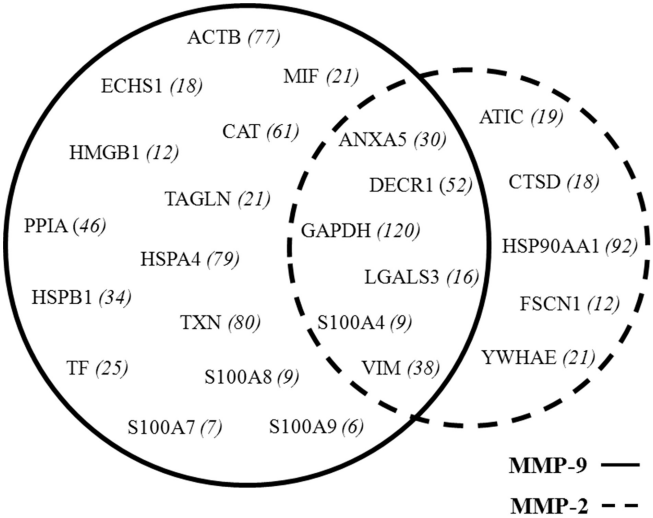 ACTB (77)
ECHS1 (18)
MIF (21)
ATIC (19)
CAT (61)
ANXA5 (30)
HMGB1 (12)
DECR1 (52)
CTSD (18)
TAGLN (21)
PPIA (46)
GAPDH (120)
HSP90AA1 (92)
HSPA4 (79)
LGALS3 (16)
HSPB1 (34)
FSCN1 (12)
TXN (80)
S100A4 (9)
YWHAE (21)
TF (25)
S100A8 (9)
VIM (38)
S100A7 (7)
S100A9 (6)
MMP-9
MMP-2